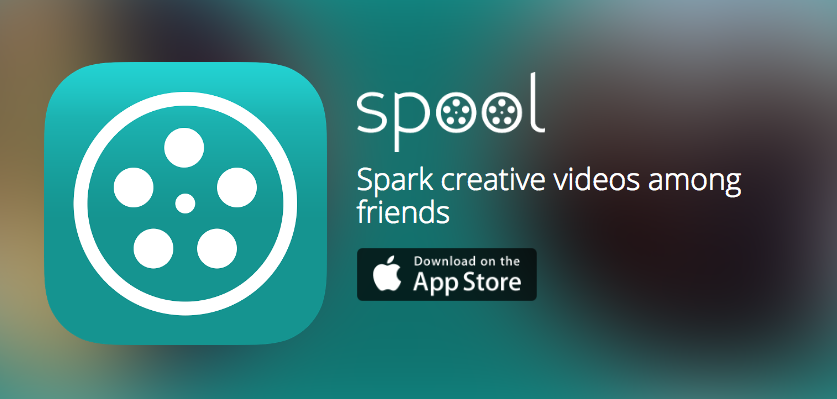 spool
Spark creative videos among
friends
Download on the
App Store